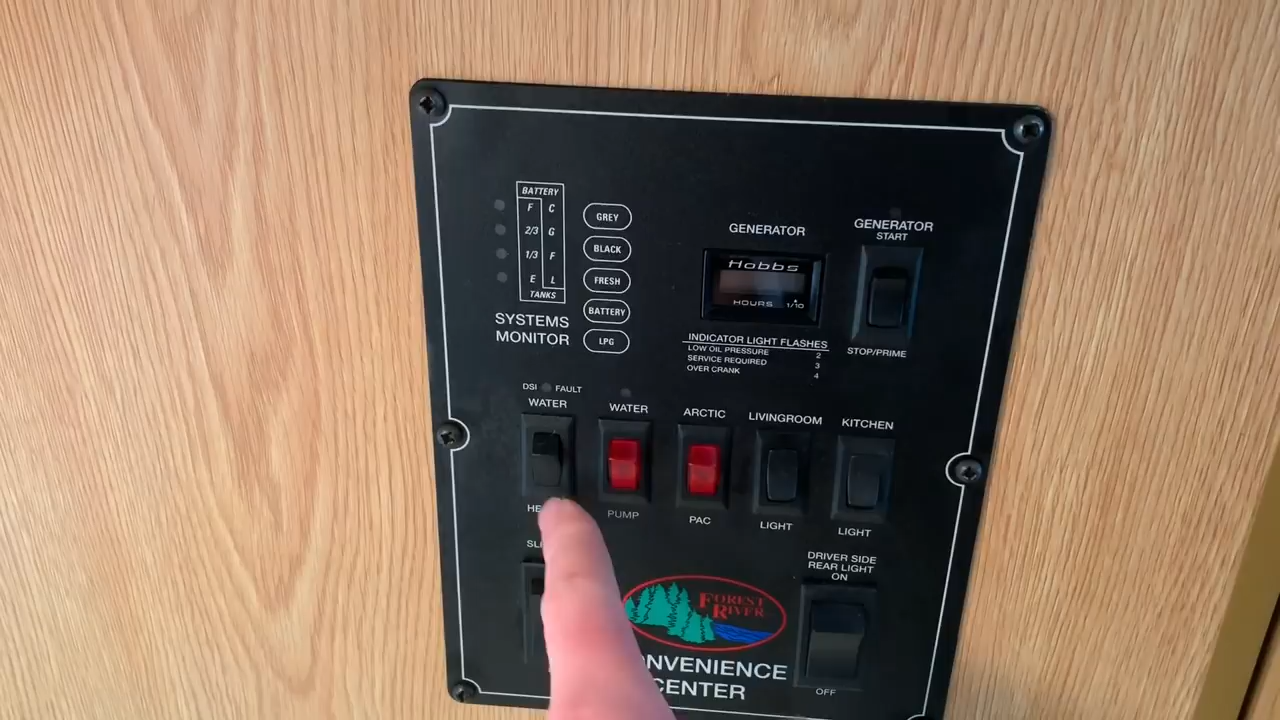 BATTERY
F C
2/3 G
1/3 F
E L
TANKS
SYSTEMS
MONITOR
GREY
BLACK
FRESH
BATTERY
LPG
GENERATOR
Hobbs
HOURS 1/10
INDICATOR LIGHT FLASHES
LOW OIL PRESSURE 2
SERVICE REQUIRED 3
OVER CRANK 4
GENERATOR
START
STOP/PRIME
DSI FAULT
WATER
WATER
PUMP
ARCTIC
PAC
LIVINGROOM
LIGHT
KITCHEN
LIGHT
DRIVER SIDE
REAR LIGHT
ON
OFF
FOREST
RIVER
CENTER